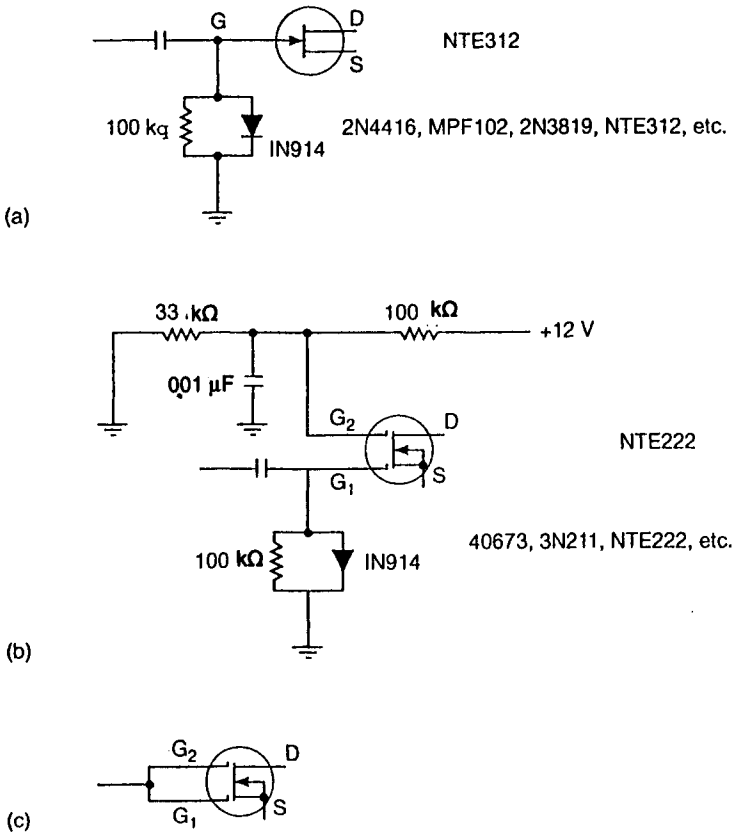 G
D
S
NTE312
100 kq
IN914
2N4416, MPF102, 2N3819, NTE312, etc.
(a)
33 kΩ
100 kΩ
+12 V
.001 µF
G2
D
NTE222
G1
S
100 kΩ
IN914
40673, 3N211, NTE222, etc.
(b)
G2
D
G1
S
(c)